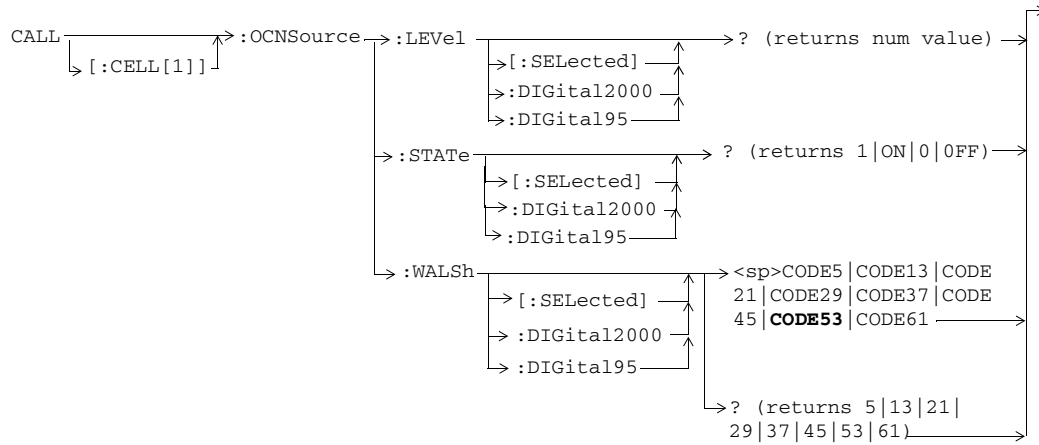 CALL :OCNSource :LEVel ? (returns num value)
[:CELL[1]] [:SELected]
:DIGital2000
:DIGital95
:STATe ? (returns 1|ON|0|0FF)
[:SELected]
:DIGital2000
:DIGital95
:WALSh <sp>CODE5|CODE13|CODE
[:SELected] 21|CODE29|CODE37|CODE
:DIGital2000 45|CODE53|CODE61
:DIGital95
? (returns 5|13|21|
29|37|45|53|61)